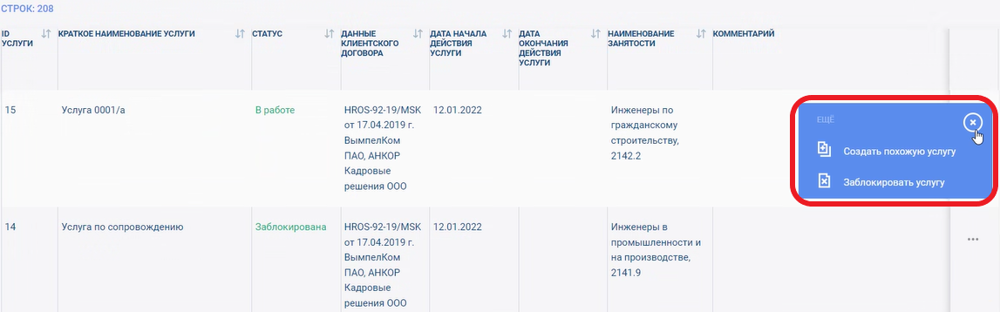 СТРОК: 208
ID УСЛУГИ
КРАТКОЕ НАИМЕНОВАНИЕ УСЛУГИ
СТАТУС
ДАННЫЕ
КЛИЕНТСКОГО
ДОГОВОРА
ДАТА НАЧАЛА
ДЕЙСТВИЯ
УСЛУГИ
ДАТА
ОКОНЧАНИЯ
ДЕЙСТВИЯ
УСЛУГИ
НАИМЕНОВАНИЕ
ЗАНЯТОСТИ
КОММЕНТАРИЙ
15
Услуга 0001/а
В работе
HROS-92-19/MSK
от 17.04.2019 г.
ВымпелКом
ПАО, АНКОР
Кадровые
решения ООО
12.01.2022
Инженеры по
гражданскому
строительству,
2142.2
ЕЩЁ
Создать похожую услугу
Заблокировать услугу
14
Услуга по сопровождению
Заблокирована
HROS-92-19/MSK
от 17.04.2019 г.
ВымпелКом
ПАО, АНКОР
Кадровые
решения ООО
12.01.2022
Инженеры в
промышленности и
на производстве,
2141.9